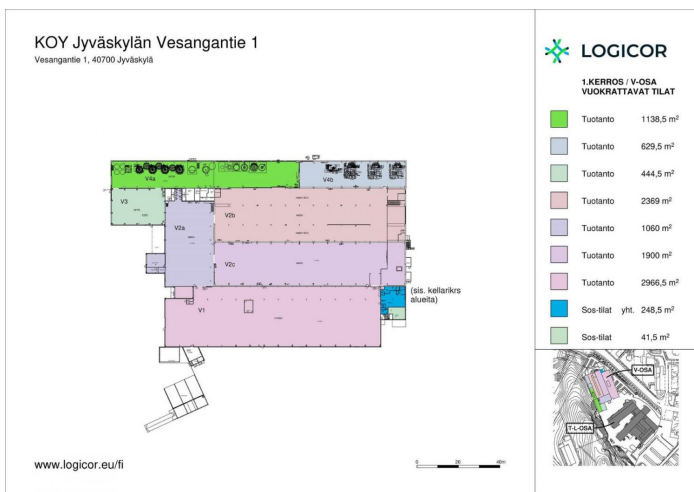 KOY Jyväskylän Vesangantie 1
Vesangantie 1, 40700 Jyväskylä
V4a
V4b
V3
V2a
V2b
V2c
V1
(sis. kellarikrs
alueita)
www.logicor.eu/fi
0 20 40m
LOGICOR
1.KERROS / V-OSA
VUOKRATTAVAT TILAT
Tuotanto 1138,5 m²
Tuotanto 629,5 m²
Tuotanto 444,5 m²
Tuotanto 2369 m²
Tuotanto 1060 m²
Tuotanto 1900 m²
Tuotanto 2966,5 m²
Sos-tilat yht. 248,5 m²
Sos-tilat 41,5 m²
V-OSA
T-L-OSA